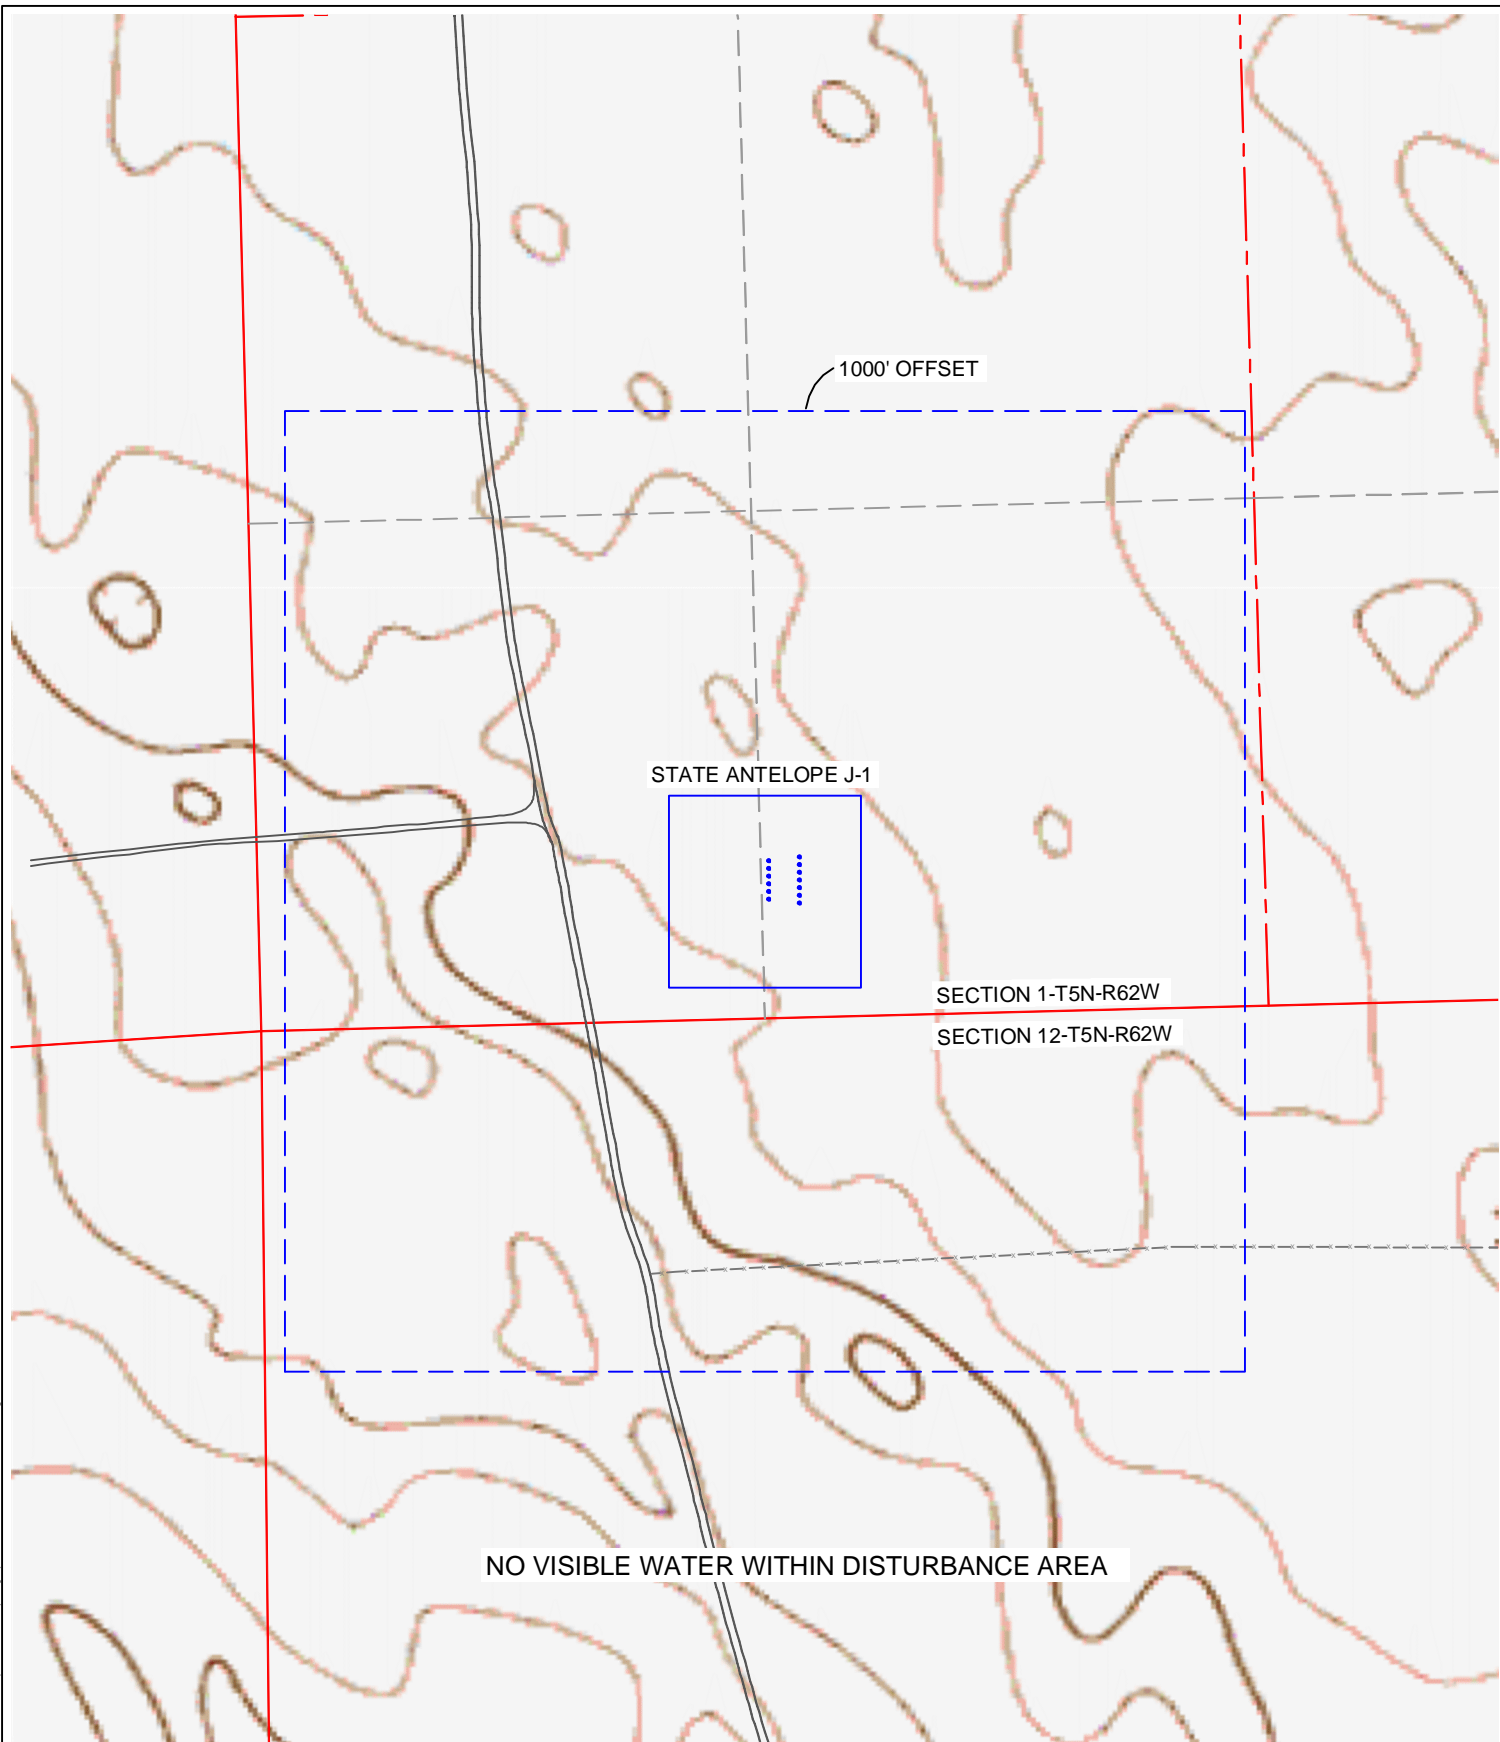 1000' OFFSET
STATE ANTELOPE J-1
SECTION 1-T5N-R62W
SECTION 12-T5N-R62W
NO VISIBLE WATER WITHIN DISTURBANCE AREA